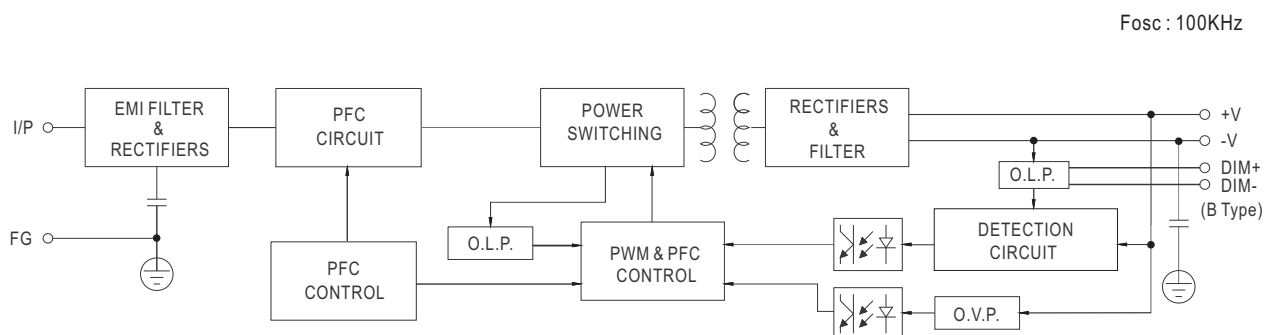 Fosc : 100KHz
I/P
EMI FILTER
&
RECTIFIERS
PFC
CIRCUIT
POWER
SWITCHING
RECTIFIERS
&
FILTER
+V
-V
DIM+
DIM-
(B Type)
O.L.P.
FG
O.L.P.
PFC
CONTROL
PWM & PFC
CONTROL
DETECTION
CIRCUIT
O.V.P.